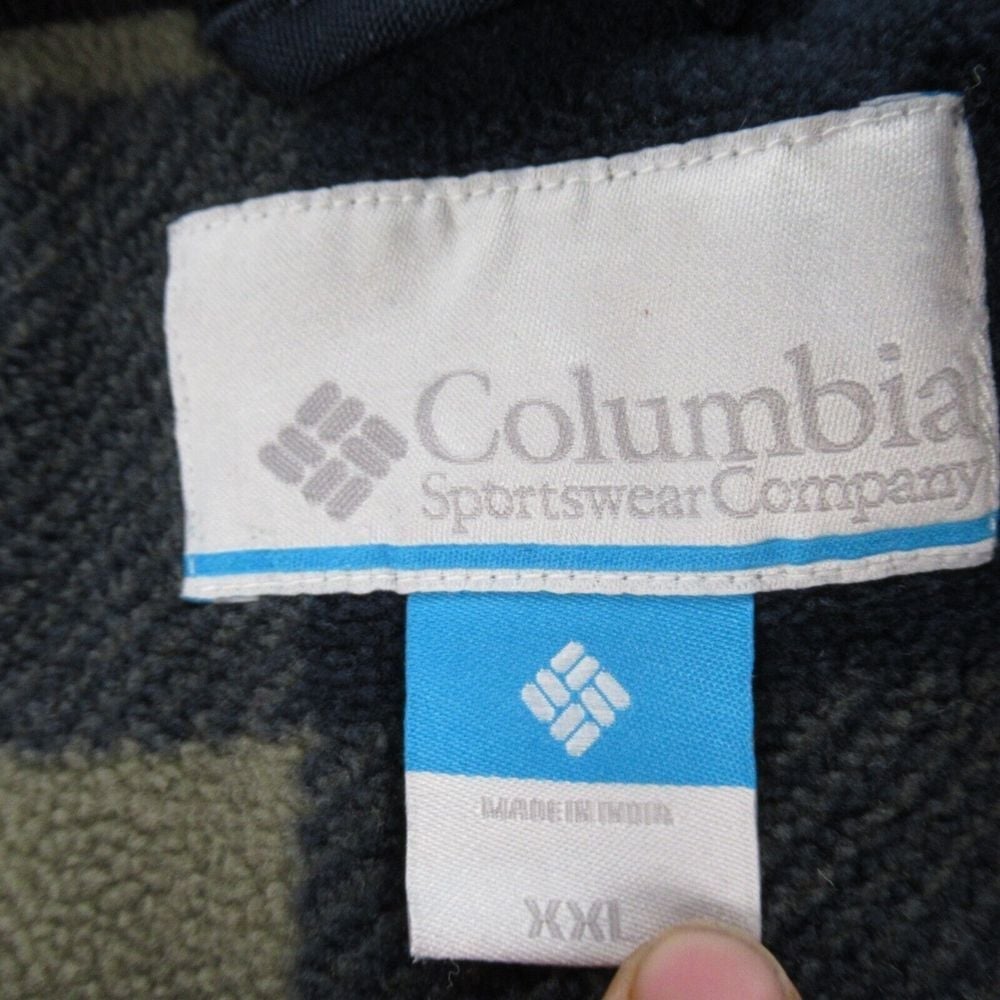 Columbia
Sportswear Company
MADE IN INDIA
XXL